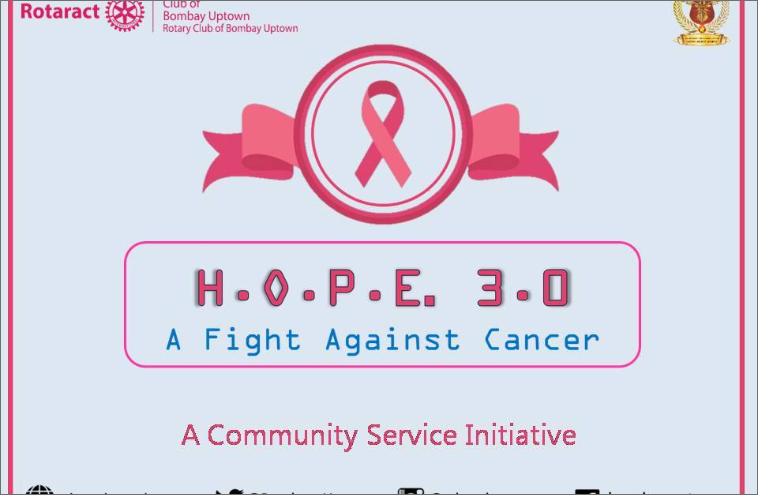 Rotaract
Club of
Bombay Uptown
Rotary Club of Bombay Uptown
H.O.P.E. 3.0
A Fight Against Cancer
A Community Service Initiative